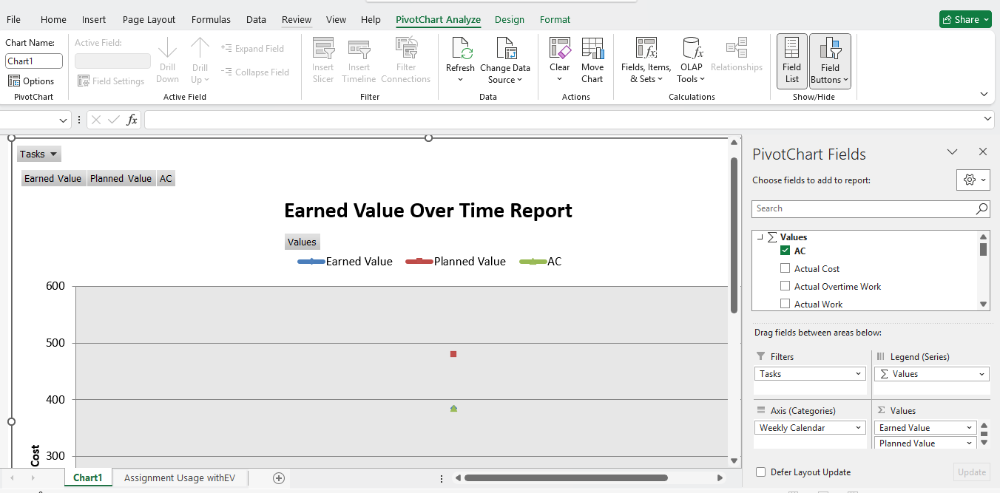 File Home Insert Page Layout Formulas Data Review View Help PivotChart Analyze Design Format Share
Chart Name:
Chart1
Options
PivotChart
Active Field:
Field Settings
Drill Down
Drill Up
Expand Field
Collapse Field
Active Field
Insert Slicer
Insert Timeline
Filter Connections
Filter
Refresh
Change Data Source
Data
Clear
Move Chart
Actions
Fields, Items, & Sets
OLAP Tools
Relationships
Calculations
Field List
Field Buttons
Show/Hide
fx
Tasks
Earned Value Planned Value AC
Earned Value Over Time Report
Values
Earned Value Planned Value AC
600
500
400
300
Cost
PivotChart Fields
Choose fields to add to report:
Search
Σ Values
AC
Actual Cost
Actual Overtime Work
Actual Work
Drag fields between areas below:
Filters
Tasks
Legend (Series)
Σ Values
Axis (Categories)
Weekly Calendar
Σ Values
Earned Value
Planned Value
Defer Layout Update
Update
Chart1 Assignment Usage withEV